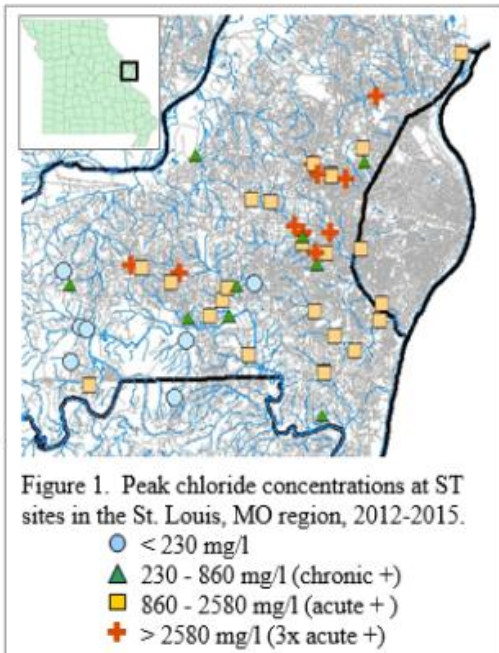 Figure 1.  Peak chloride concentrations at ST
sites in the St. Louis, MO region, 2012-2015.
< 230 mg/l
230 - 860 mg/l (chronic +)
860 - 2580 mg/l (acute + )
> 2580 mg/l (3x acute +)